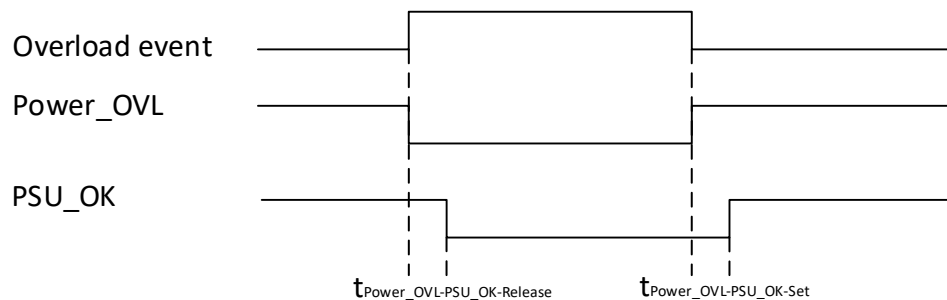 Overload event
Power_OVL
PSU_OK
tPower_OVL-PSU_OK-Release
tPower_OVL-PSU_OK-Set